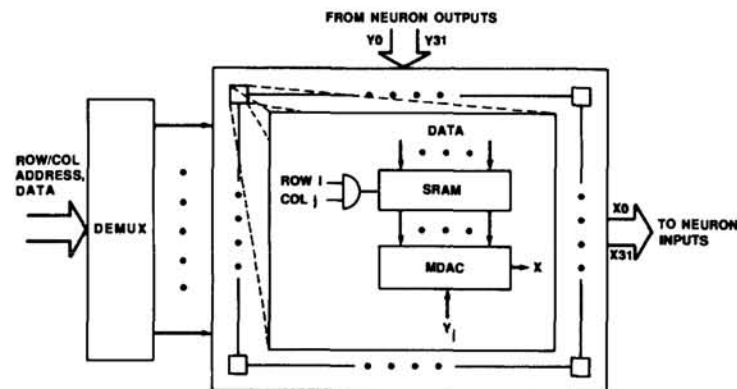 FROM NEURON OUTPUTS
Y0 Y31
ROW/COL
ADDRESS,
DATA
DEMUX
DATA
ROW i
COL j
SRAM
MDAC
X
Yj
X0
X31
TO NEURON
INPUTS